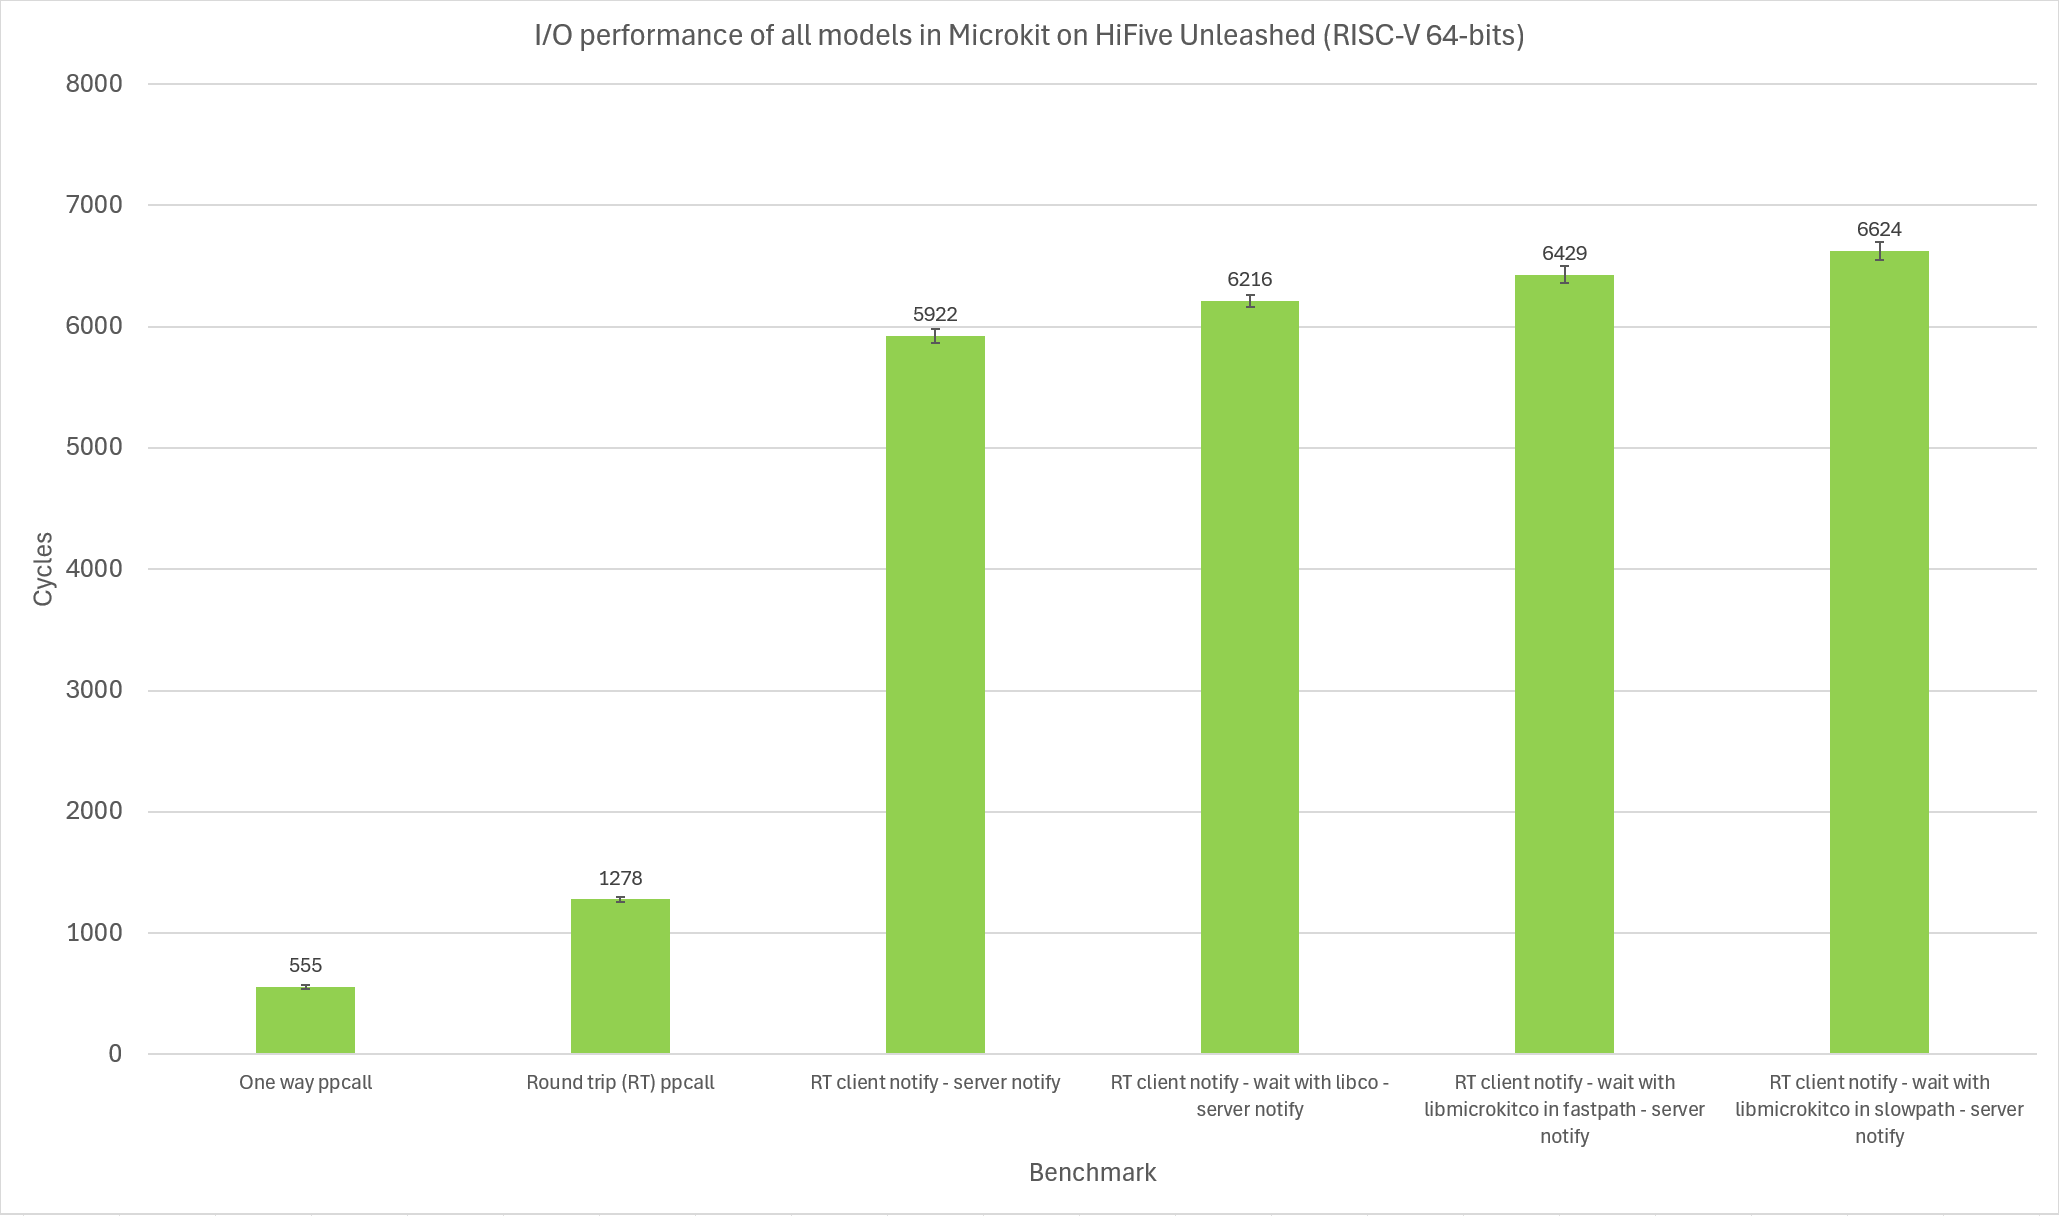 I/O performance of all models in Microkit on HiFive Unleashed (RISC-V 64-bits)
8000
7000
6000
5000
4000
3000
2000
1000
0
Cycles
555
1278
5922
6216
6429
6624
One way ppcall
Round trip (RT) ppcall
RT client notify - server notify
RT client notify - wait with libco -
server notify
RT client notify - wait with
libmicrokitco in fastpath - server
notify
RT client notify - wait with
libmicrokitco in slowpath - server
notify
Benchmark